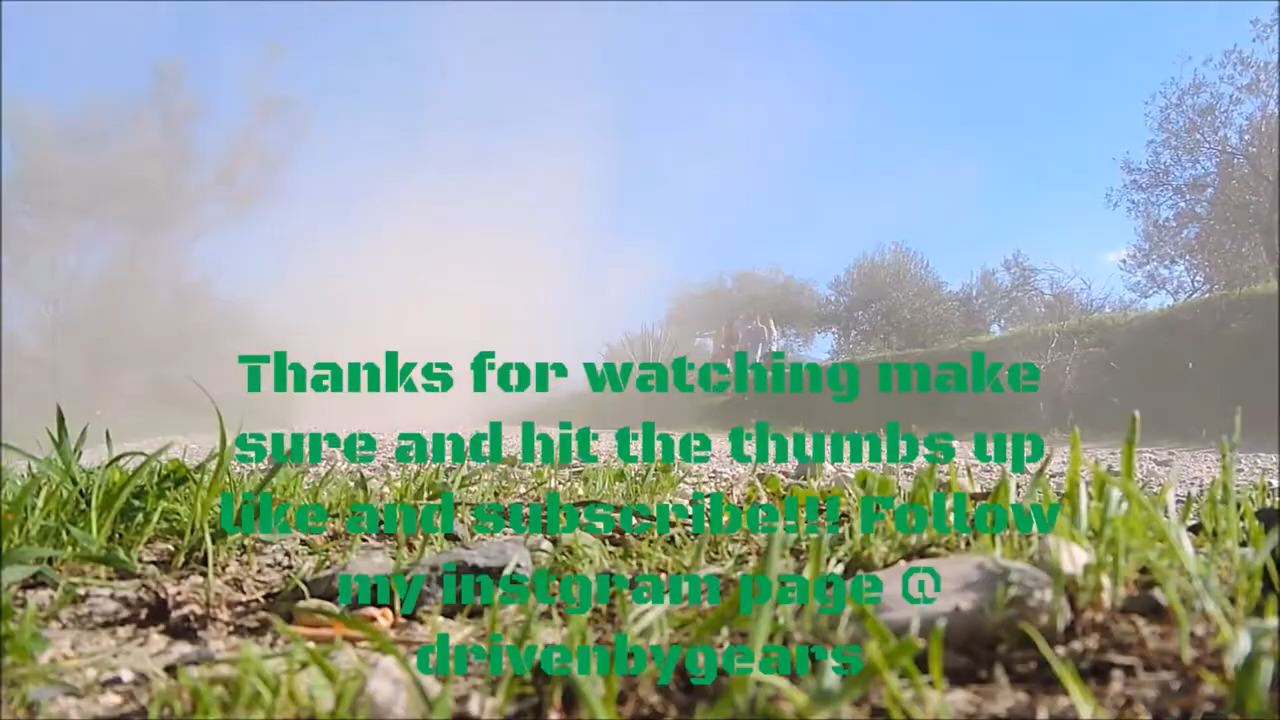 Thanks for watching make
sure and hit the thumbs up
like and subscribe!!! Follow
my instgram page @
drivenbygears